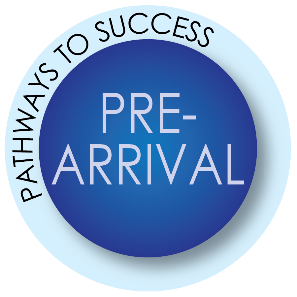 PATHWAYS TO SUCCESS
PRE-
ARRIVAL